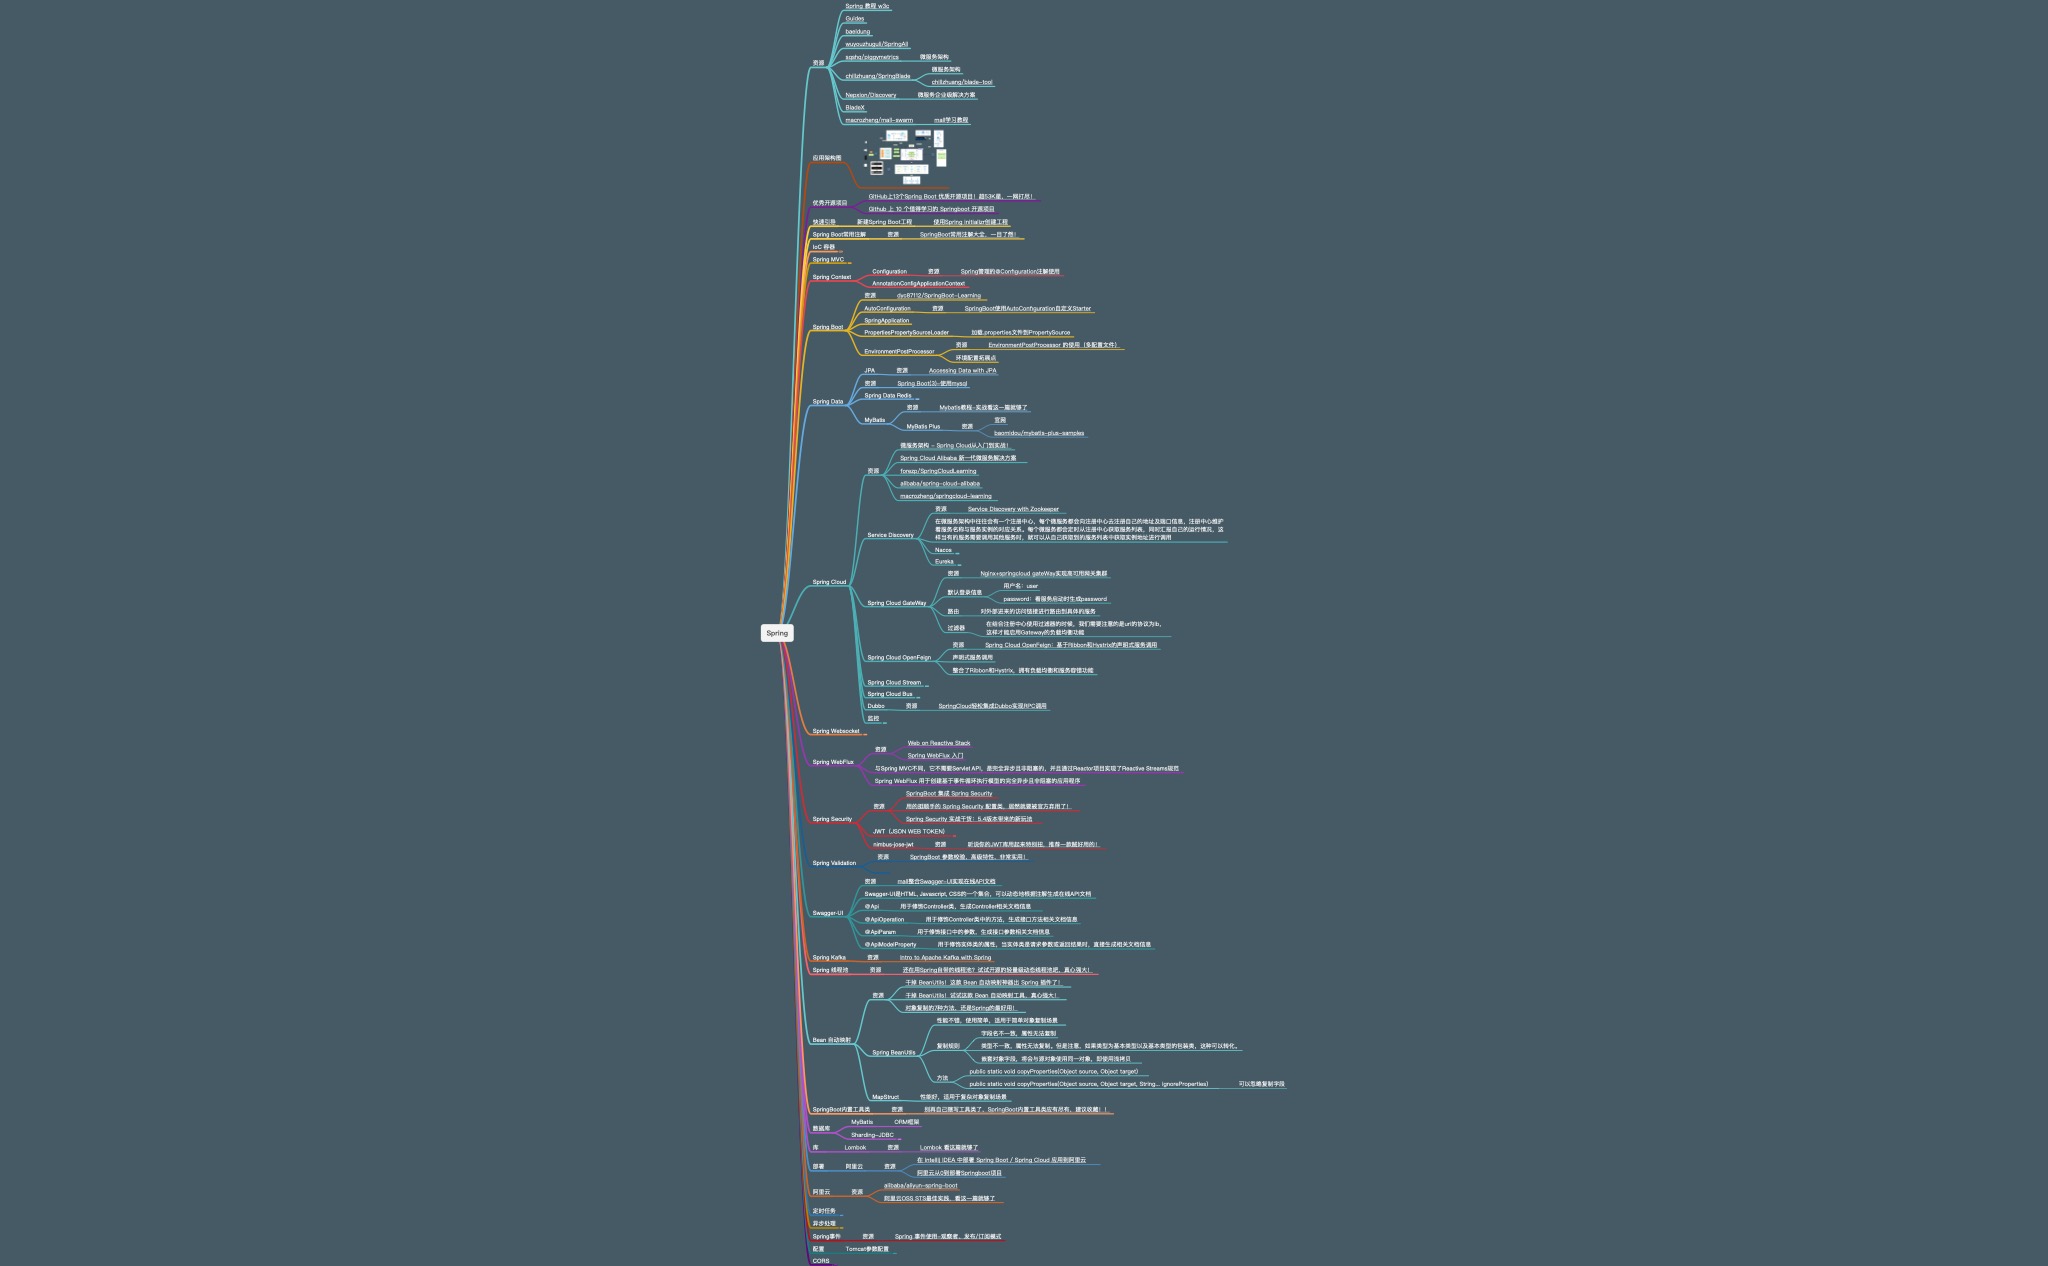 Spring 教程 w3c
Guides
baeldung
wuyouzhuguli/SpringAll
资源
sqshq/piggymetrics
微服务架构
chillzhuang/SpringBlade
微服务架构
chillzhuang/blade-tool
Nepxion/Discovery
微服务企业级解决方案
BladeX
macrozheng/mall-swarm
mall学习教程
应用架构图
优秀开源项目
GitHub上13个Spring Boot 优质开源项目！超53K星，一网打尽！
Github 上 10 个值得学习的 Springboot 开源项目
快速引导
新建Spring Boot工程
使用Spring Initializr创建工程
Spring Boot常用注解
资源
SpringBoot常用注解大全，一目了然！
IoC 容器
Spring MVC
Spring Context
Configuration
资源
Spring管理的@Configuration注解使用
AnnotationConfigApplicationContext
Spring Boot
资源
dyc87112/SpringBoot-Learning
AutoConfiguration
资源
SpringBoot使用AutoConfiguration自定义Starter
SpringApplication
PropertiesPropertySourceLoader
加载.properties文件到PropertySource
EnvironmentPostProcessor
资源
EnvironmentPostProcessor 的使用（多配置文件）
环境配置拓展点
Spring Data
JPA
资源
Accessing Data with JPA
资源
Spring Boot(3)-使用mysql
Spring Data Redis
MyBatis
资源
Mybatis教程-实战看这一篇就够了
MyBatis Plus
资源
官网
baomidou/mybatis-plus-samples
Spring Cloud
资源
微服务架构 - Spring Cloud从入门到实战！
Spring Cloud Alibaba 新一代微服务解决方案
forezp/SpringCloudLearning
alibaba/spring-cloud-alibaba
macrozheng/springcloud-learning
Service Discovery
资源
Service Discovery with Zookeeper
在微服务架构中往往会有一个注册中心，每个微服务都会向注册中心去注册自己的地址及端口信息，注册中心维护
着服务名称与服务实例的对应关系。每个微服务都会定时从注册中心获取服务列表，同时汇报自己的运行情况，这
样当有的服务需要调用其他服务时，就可以从自己获取到的服务列表中获取实例地址进行调用
Nacos
Eureka
Spring Cloud GateWay
资源
Nginx+springcloud gateWay实现高可用网关集群
默认登录信息
用户名：user
password：看服务启动时生成password
路由
对外部进来的访问链接进行路由到具体的服务
过滤器
在结合注册中心使用过滤器的时候，我们需要注意的是uri的协议为lb，
这样才能启用Gateway的负载均衡功能
Spring Cloud OpenFeign
资源
Spring Cloud OpenFeign：基于Ribbon和Hystrix的声明式服务调用
声明式服务调用
整合了Ribbon和Hystrix，拥有负载均衡和服务容错功能
Spring Cloud Stream
Spring Cloud Bus
Dubbo
资源
SpringCloud轻松集成Dubbo实现RPC调用
监控
Spring
Spring Websocket
Spring WebFlux
资源
Web on Reactive Stack
Spring WebFlux 入门
与Spring MVC不同，它不需要Servlet API，是完全异步且非阻塞的，并且通过Reactor项目实现了Reactive Streams规范
Spring WebFlux 用于创建基于事件循环执行模型的完全异步且非阻塞的应用程序
Spring Security
资源
SpringBoot 集成 Spring Security
用的挺顺手的 Spring Security 配置类，居然就要被官方弃用了！
Spring Security 实战干货：5.4版本带来的新玩法
JWT（JSON WEB TOKEN）
nimbus-jose-jwt
资源
听说你的JWT库用起来特别扭，推荐一款贼好用的！
Spring Validation
资源
SpringBoot 参数校验，高级特性，非常实用！
Swagger-UI
资源
mall整合Swagger-UI实现在线API文档
Swagger-UI是HTML, Javascript, CSS的一个集合，可以动态地根据注解生成在线API文档
@Api
用于修饰Controller类，生成Controller相关文档信息
@ApiOperation
用于修饰Controller类中的方法，生成接口方法相关文档信息
@ApiParam
用于修饰接口中的参数，生成接口参数相关文档信息
@ApiModelProperty
用于修饰实体类的属性，当实体类是请求参数或返回结果时，直接生成相关文档信息
Spring Kafka
资源
Intro to Apache Kafka with Spring
Spring 线程池
资源
还在用Spring自带的线程池？试试开源的轻量级动态线程池吧，真心强大！
Bean 自动映射
资源
干掉 BeanUtils！这款 Bean 自动映射神器出 Spring 插件了！
干掉 BeanUtils！试试这款 Bean 自动映射工具，真心强大！
对象复制的7种方法，还是Spring的最好用！
Spring BeanUtils
性能不错，使用简单，适用于简单对象复制场景
复制规则
字段名不一致，属性无法复制
类型不一致，属性无法复制。但是注意，如果类型为基本类型以及基本类型的包装类，这种可以转化。
嵌套对象字段，将会与源对象使用同一对象，即使用浅拷贝
方法
public static void copyProperties(Object source, Object target)
public static void copyProperties(Object source, Object target, String... ignoreProperties)
可以忽略复制字段
MapStruct
性能好，适用于复杂对象复制场景
SpringBoot内置工具类
资源
别再自己瞎写工具类了，SpringBoot内置工具类应有尽有，建议收藏！！
数据库
MyBatis
ORM框架
Sharding-JDBC
库
Lombok
资源
Lombok 看这篇就够了
部署
阿里云
资源
在 Intellij IDEA 中部署 Spring Boot / Spring Cloud 应用到阿里云
阿里云从0到部署Springboot项目
阿里云
资源
alibaba/aliyun-spring-boot
阿里云OSS STS最佳实践，看这一篇就够了
定时任务
异步处理
Spring事件
资源
Spring 事件使用-观察者、发布/订阅模式
配置
Tomcat参数配置
CORS